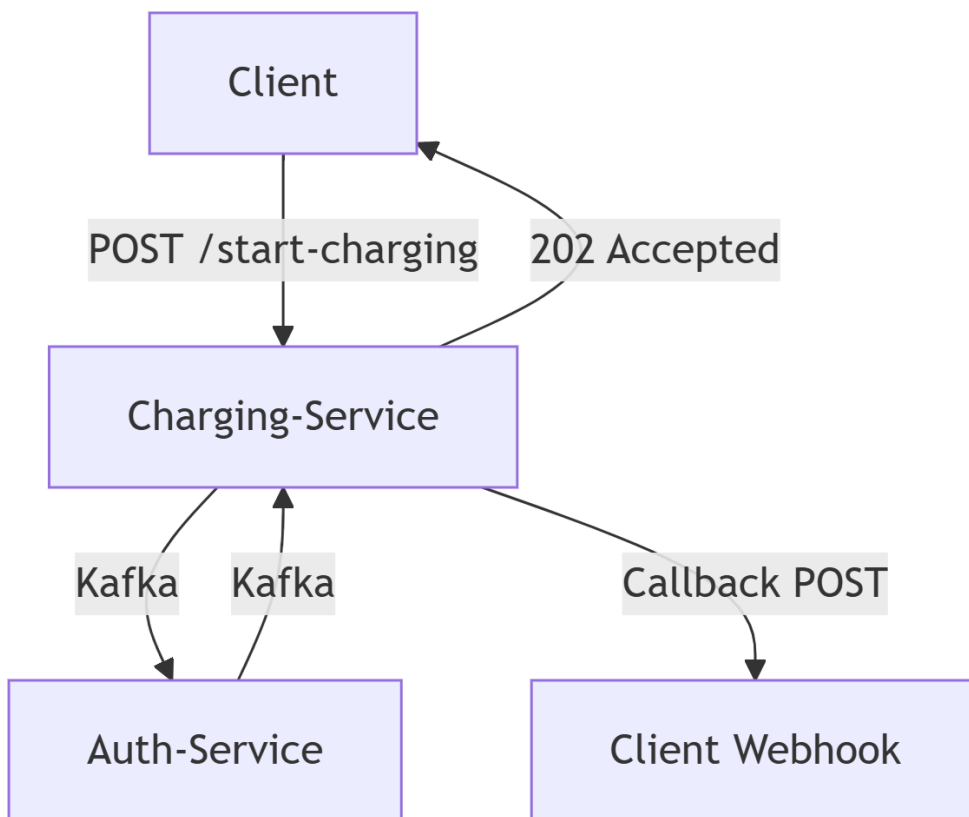 Client
POST /start-charging
202 Accepted
Charging-Service
Kafka
Kafka
Callback POST
Auth-Service
Client Webhook